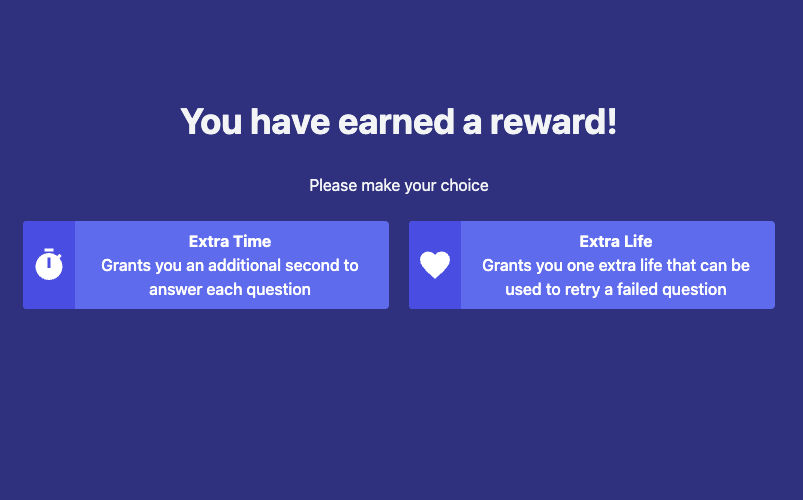 You have earned a reward!
Please make your choice
Extra Time
Grants you an additional second to
answer each question
Extra Life
Grants you one extra life that can be
used to retry a failed question